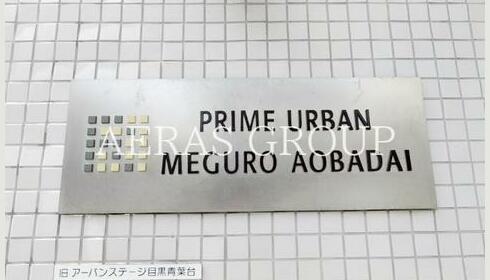 PRIME URBAN
AERAS GROUP
MEGURO AOBADAI
旧 アーバンステージ目黒青葉台